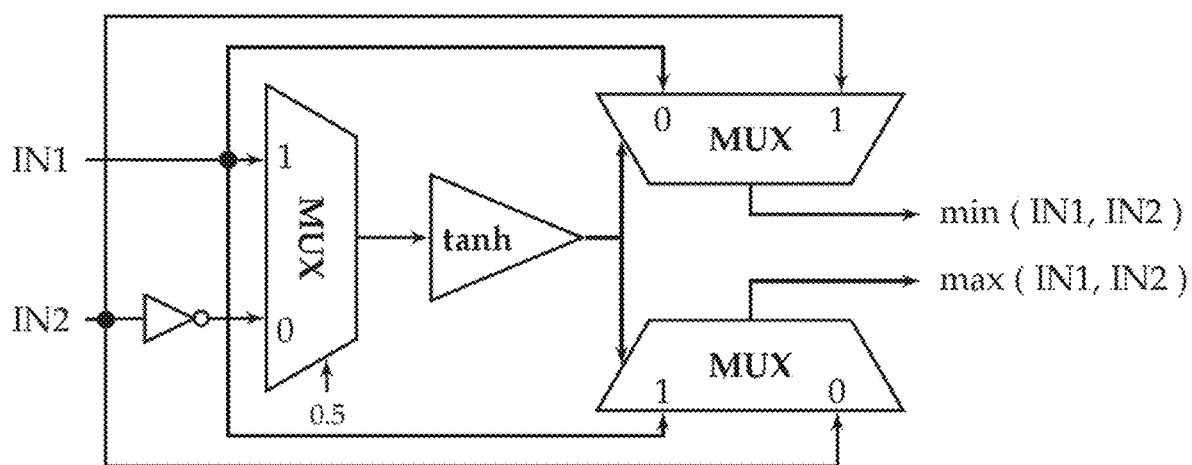 0 1
MUX
IN1
1
MUX
tanh
min ( IN1, IN2 )
max ( IN1, IN2 )
IN2
0
0.5
MUX
1 0